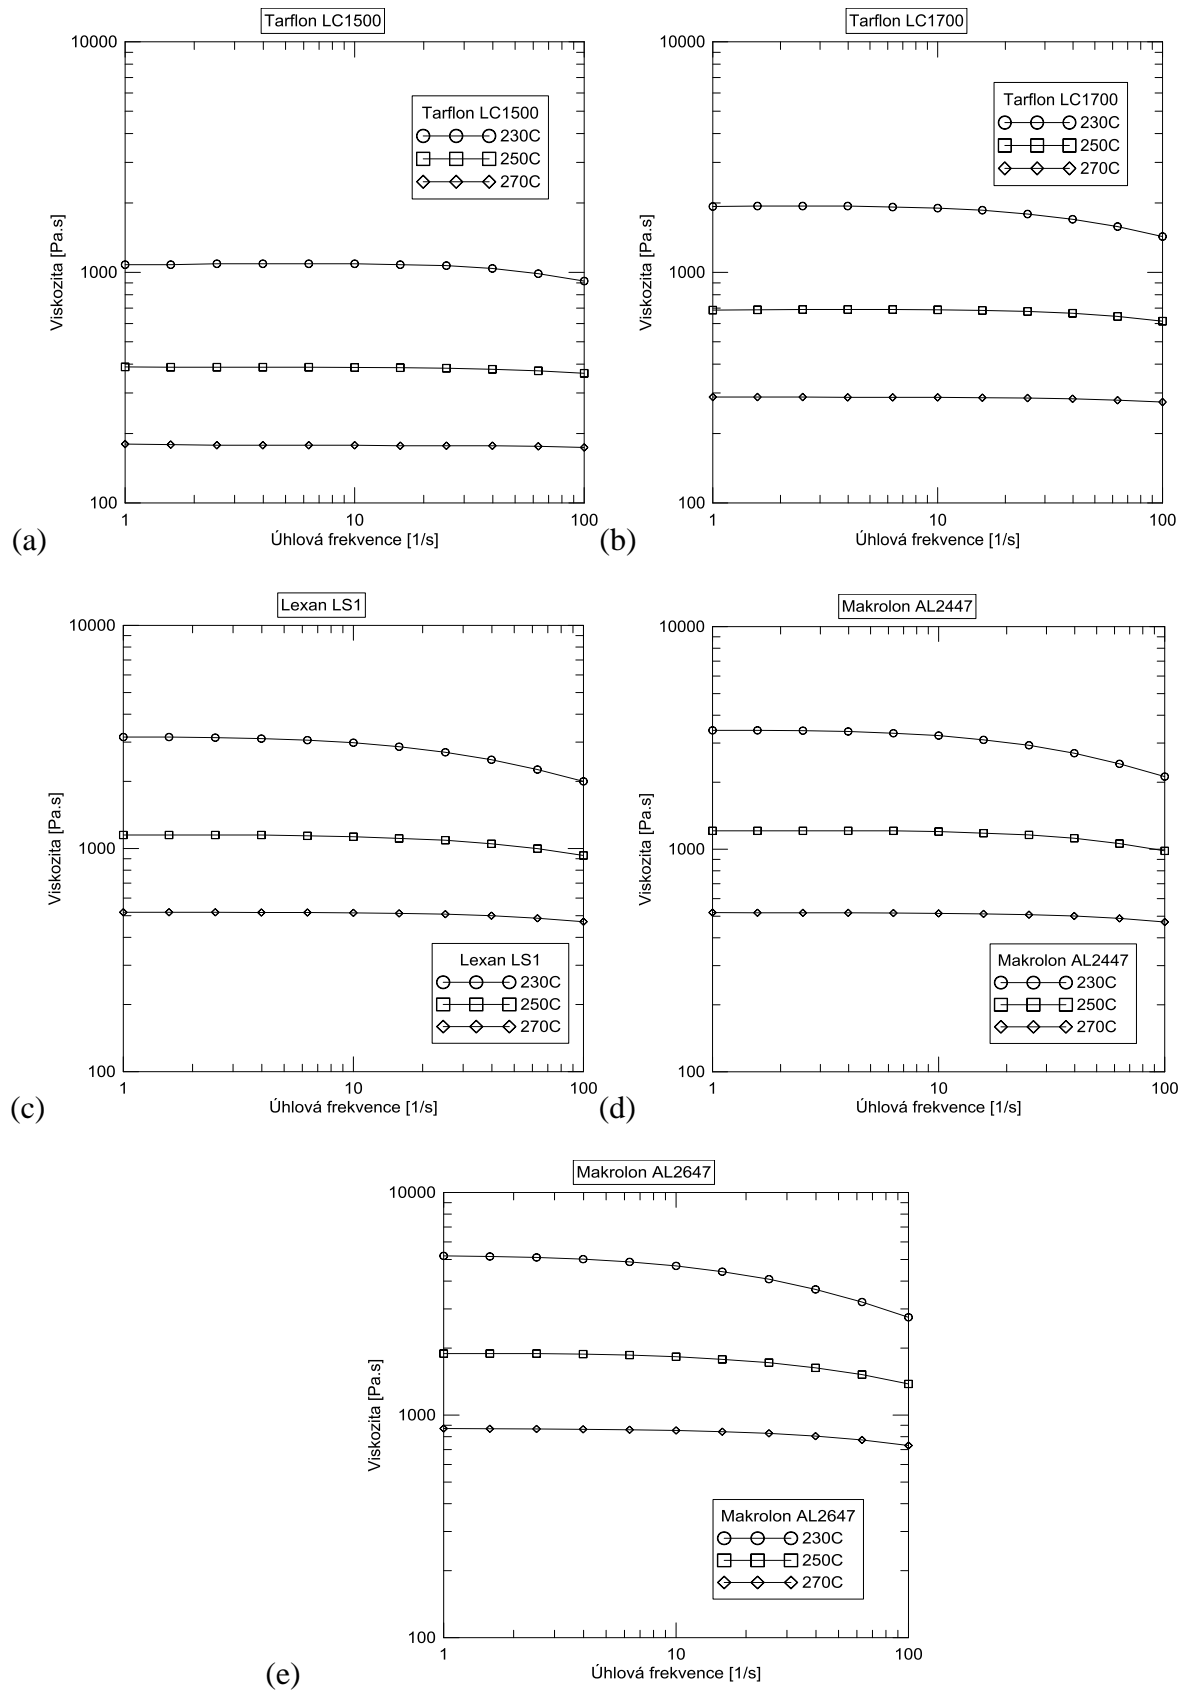 Tarflon LC1500
10000
1000
100
Viskozita [Pa.s]
Tarflon LC1500
230C
250C
270C
1 10 100
Úhlová frekvence [1/s]
(a)
Tarflon LC1700
10000
1000
100
Viskozita [Pa.s]
Tarflon LC1700
230C
250C
270C
1 10 100
Úhlová frekvence [1/s]
(b)
Lexan LS1
10000
1000
100
Viskozita [Pa.s]
Lexan LS1
230C
250C
270C
1 10 100
Úhlová frekvence [1/s]
(c)
Makrolon AL2447
10000
1000
100
Viskozita [Pa.s]
Makrolon AL2447
230C
250C
270C
1 10 100
Úhlová frekvence [1/s]
(d)
Makrolon AL2647
10000
1000
100
Viskozita [Pa.s]
Makrolon AL2647
230C
250C
270C
1 10 100
Úhlová frekvence [1/s]
(e)